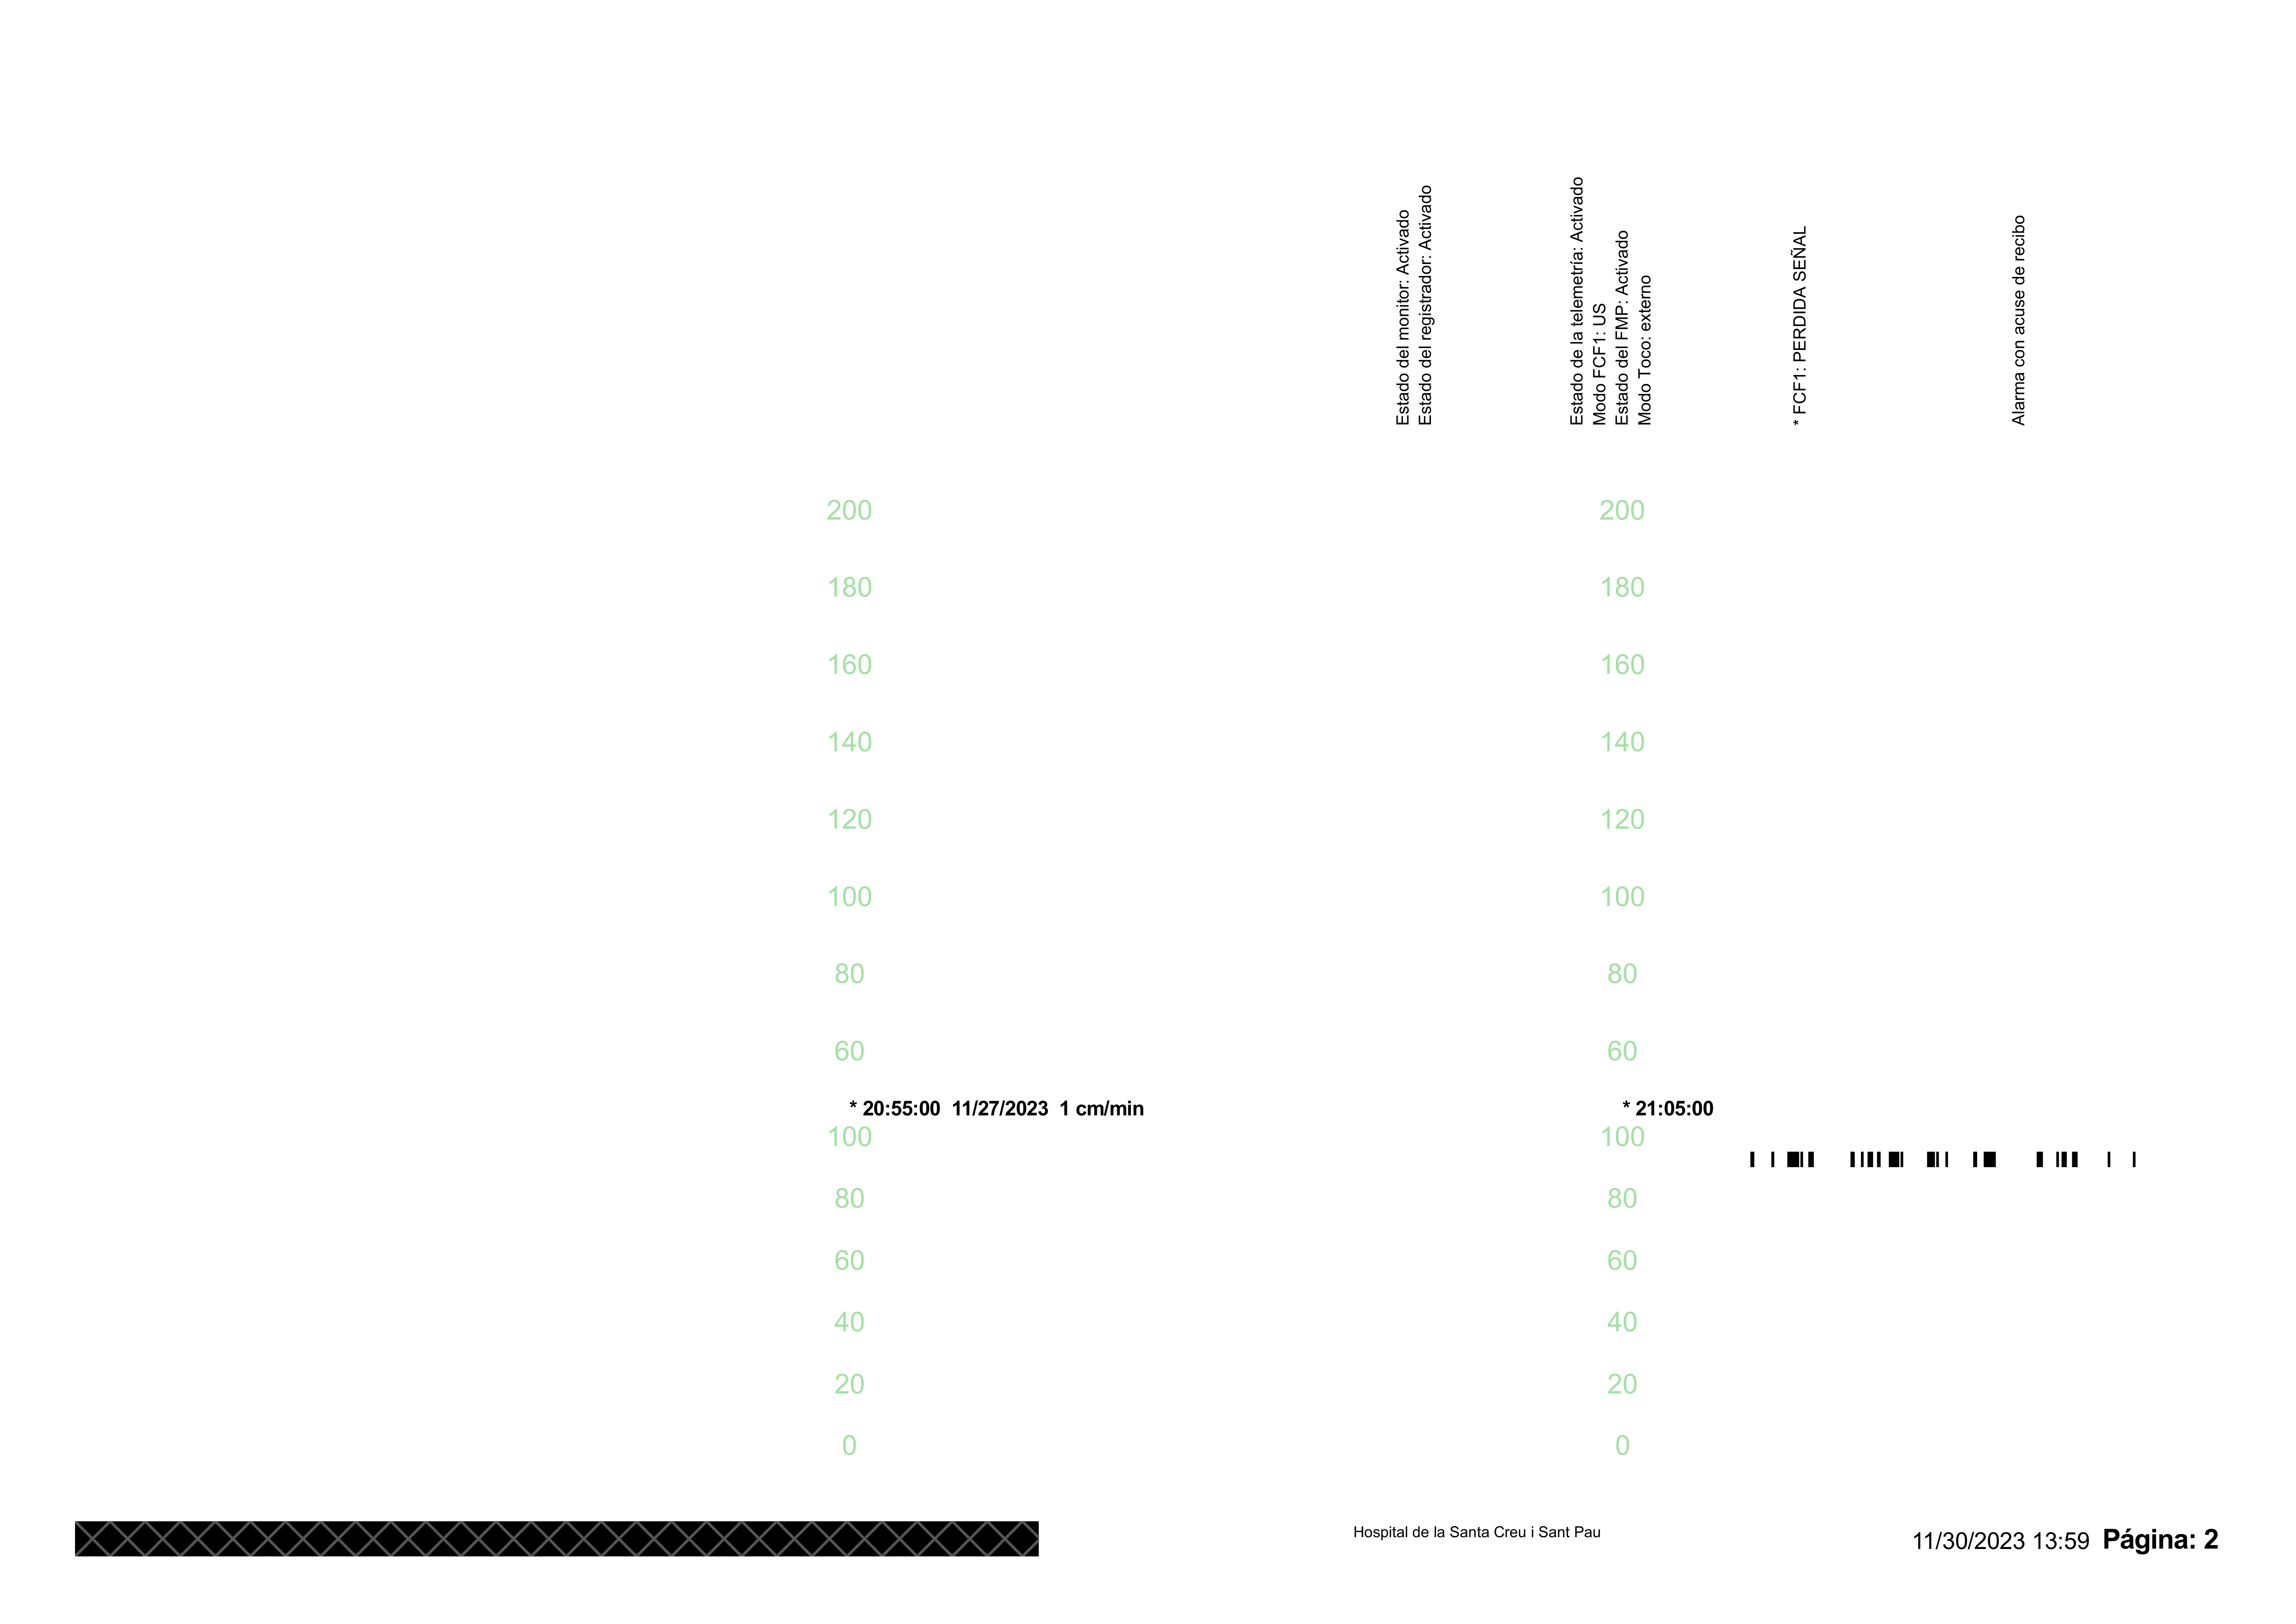 Estado del monitor: Activado
Estado del registrador: Activado
Estado de la telemetría: Activado
Modo FCF1: US
Estado del FMP: Activado
Modo Toco: externo
* FCF1: PERDIDA SEÑAL
Alarma con acuse de recibo
200 200
180 180
160 160
140 140
120 120
100 100
80 80
60 60
* 20:55:00 11/27/2023 1 cm/min * 21:05:00
100 100
80 80
60 60
40 40
20 20
0 0
Hospital de la Santa Creu i Sant Pau
11/30/2023 13:59 Página: 2